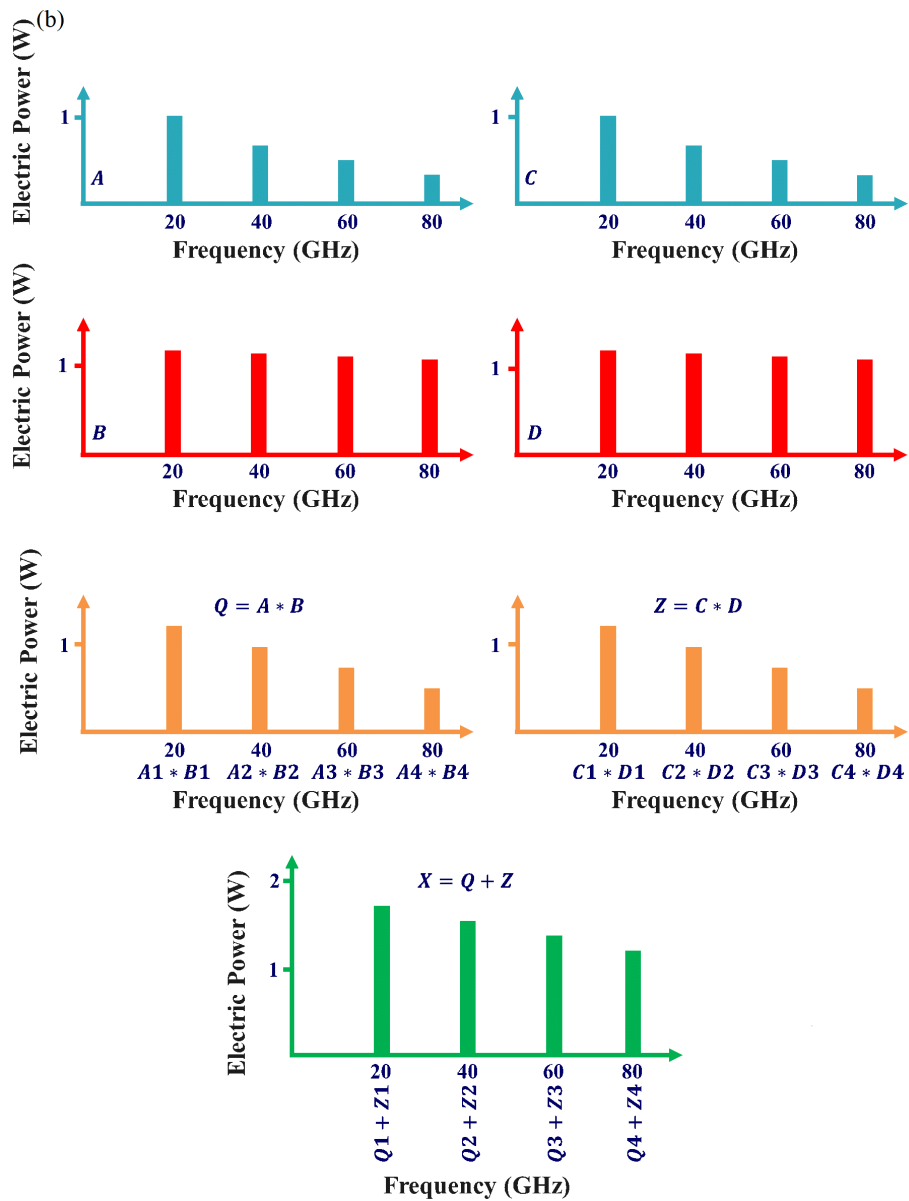 (b)
Electric Power (W)
1
A
20 40 60 80
Frequency (GHz)
Electric Power (W)
1
C
20 40 60 80
Frequency (GHz)
Electric Power (W)
1
B
20 40 60 80
Frequency (GHz)
1
D
20 40 60 80
Frequency (GHz)
Electric Power (W)
Q = A * B
1
20 40 60 80
A1 * B1 A2 * B2 A3 * B3 A4 * B4
Frequency (GHz)
Z = C * D
1
20 40 60 80
C1 * D1 C2 * D2 C3 * D3 C4 * D4
Frequency (GHz)
Electric Power (W)
X = Q + Z
2
1
20 40 60 80
Q1 + Z1 Q2 + Z2 Q3 + Z3 Q4 + Z4
Frequency (GHz)